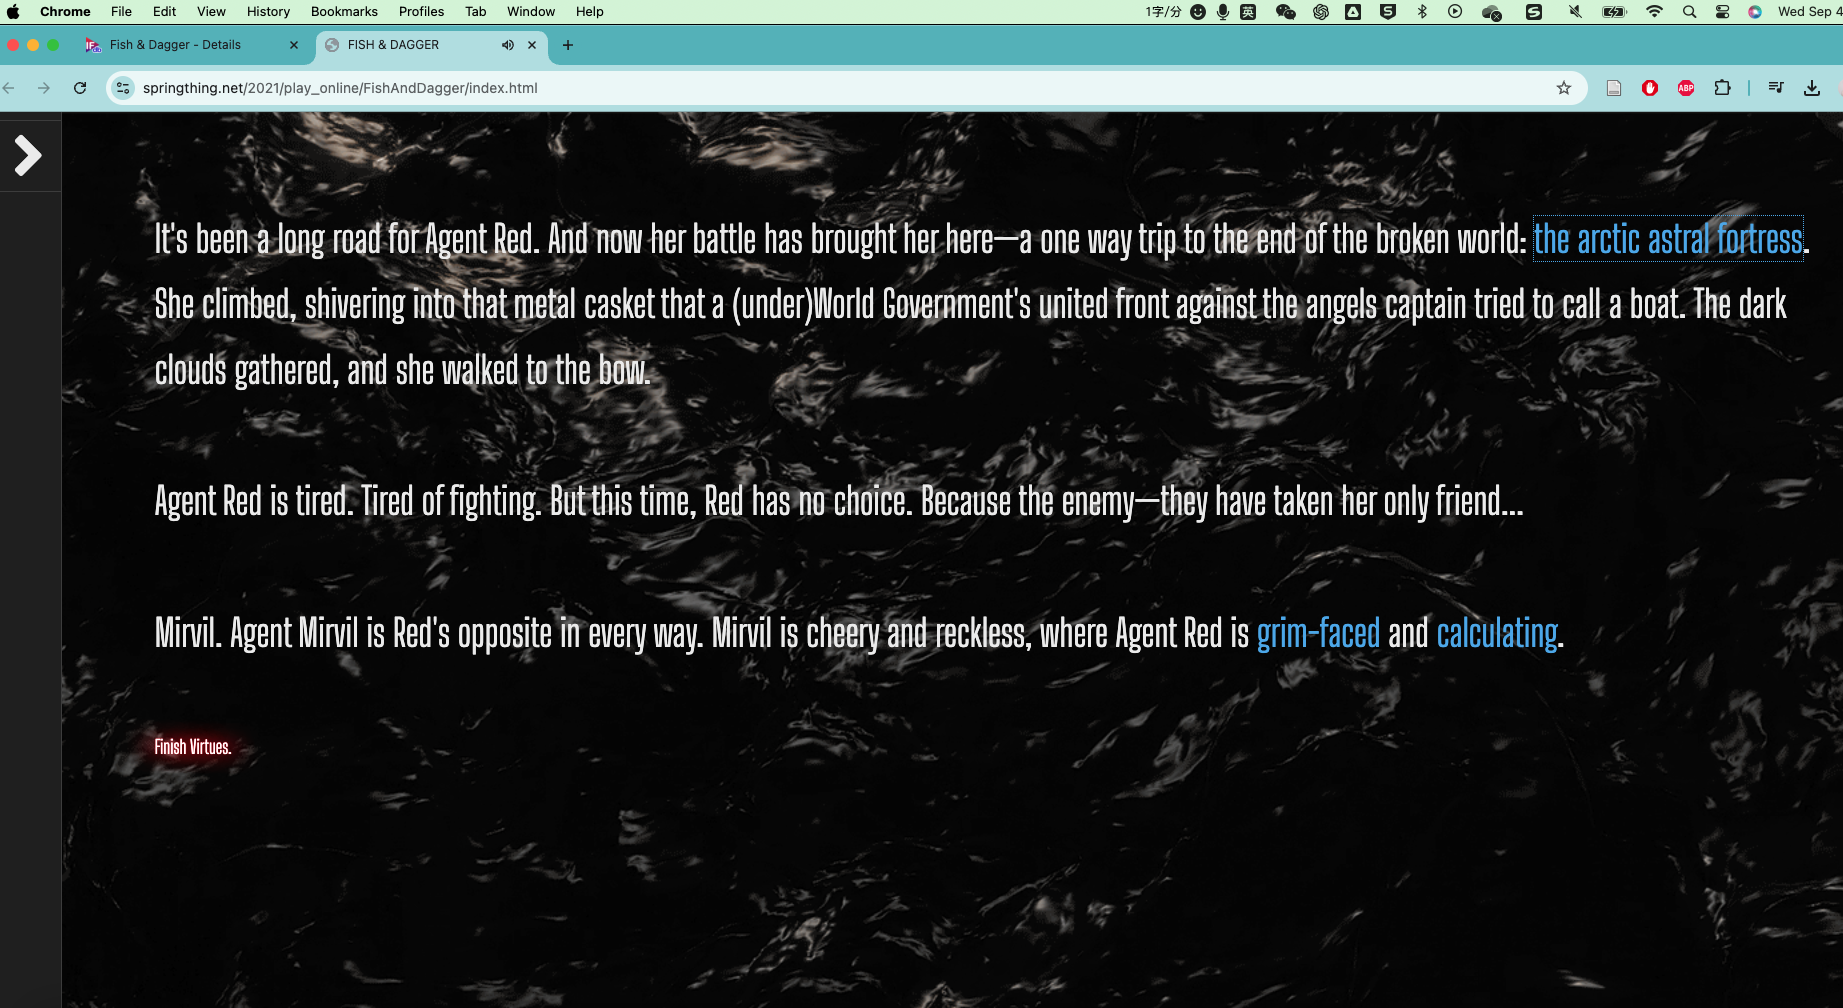 Chrome File Edit View History Bookmarks Profiles Tab Window Help 1字/分 英 Wed Sep 4
Fish & Dagger - Details FISH & DAGGER
springthing.net/2021/play_online/FishAndDagger/index.html ABP
It's been a long road for Agent Red. And now her battle has brought her here—a one way trip to the end of the broken world: the arctic astral fortress.
She climbed, shivering into that metal casket that a (under)World Government's united front against the angels captain tried to call a boat. The dark
clouds gathered, and she walked to the bow.
Agent Red is tired. Tired of fighting. But this time, Red has no choice. Because the enemy—they have taken her only friend...
Mirvil. Agent Mirvil is Red's opposite in every way. Mirvil is cheery and reckless, where Agent Red is grim-faced and calculating.
Finish Virtues.